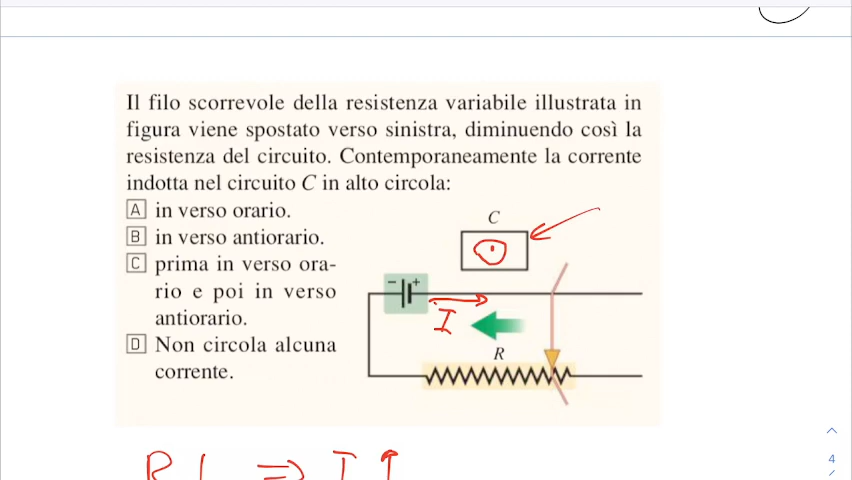 Il filo scorrevole della resistenza variabile illustrata in
figura viene spostato verso sinistra, diminuendo così la
resistenza del circuito. Contemporaneamente la corrente
indotta nel circuito C in alto circola:
A in verso orario.
B in verso antiorario.
C prima in verso ora-
rio e poi in verso
antiorario.
D Non circola alcuna
corrente.
C
- +
I
R
R ↓ ⇒ I ↑
4